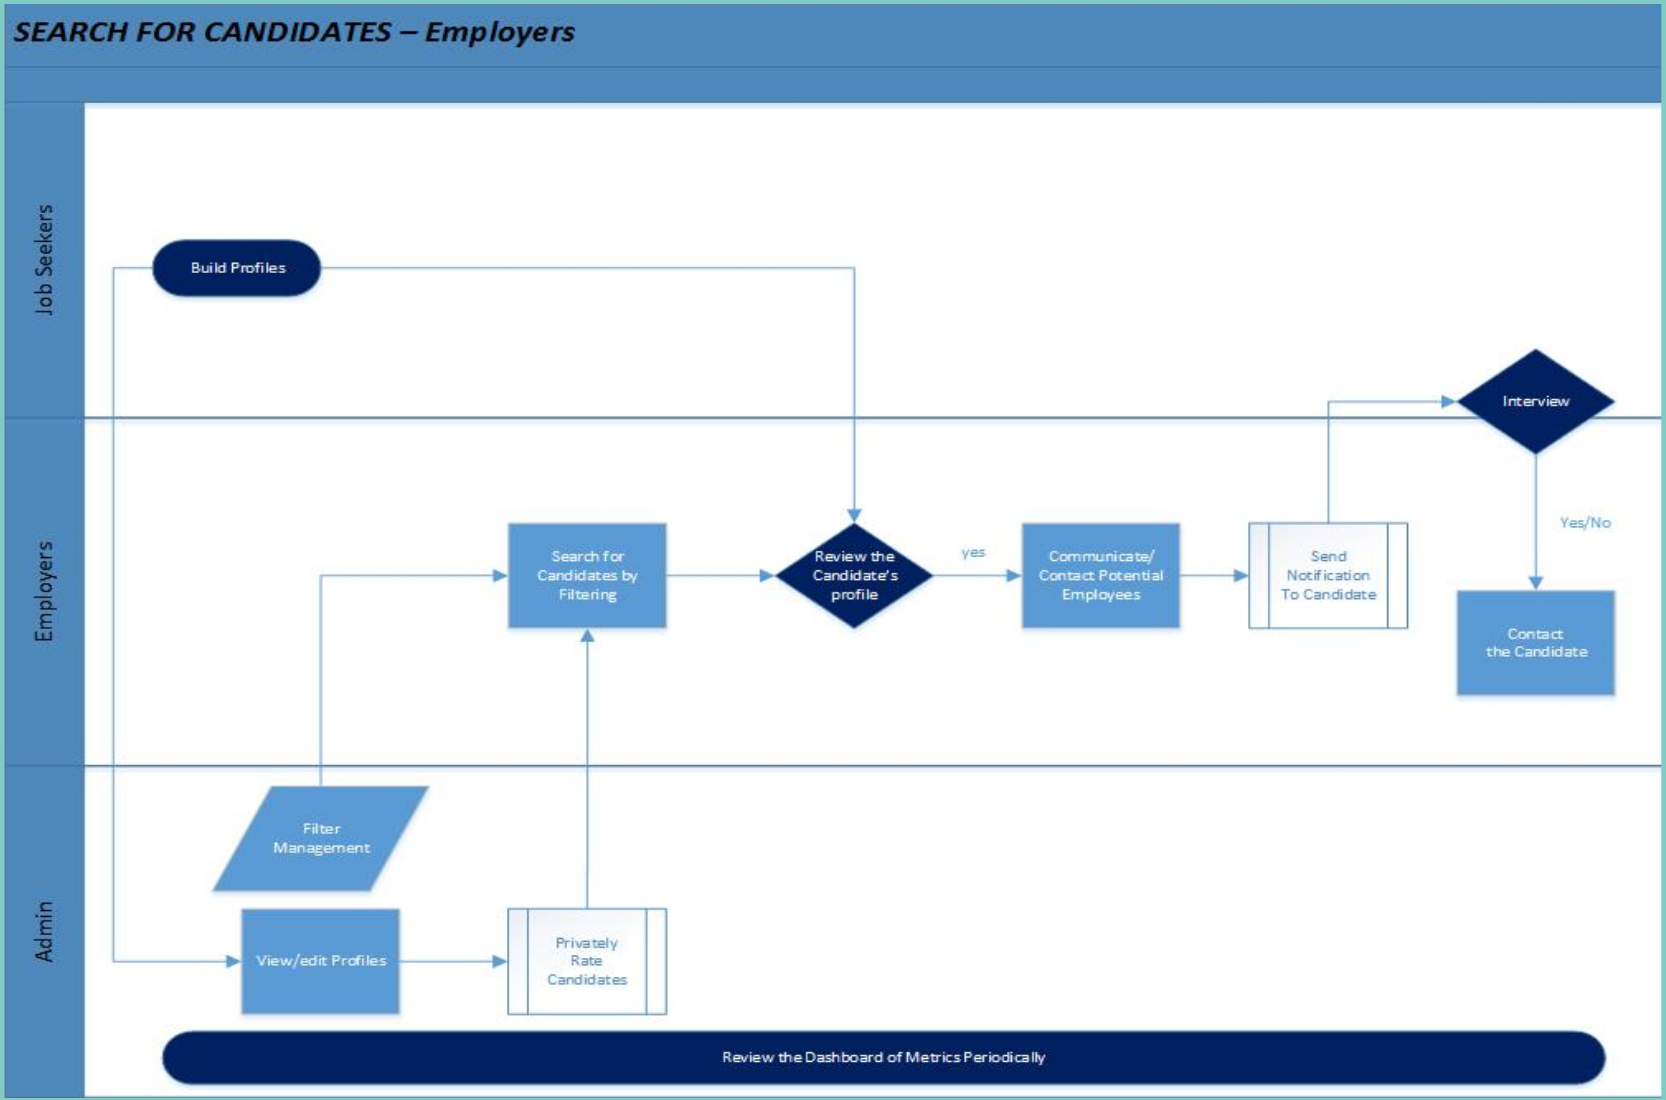 SEARCH FOR CANDIDATES – Employers
Job Seekers
Build Profiles
Interview
Employers
Search for
Candidates by
Filtering
Review the
Candidate's
profile
yes
Communicate/
Contact Potential
Employees
Send
Notification
To Candidate
Yes/No
Contact
the Candidate
Admin
Filter
Management
View/edit Profiles
Privately
Rate
Candidates
Review the Dashboard of Metrics Periodically